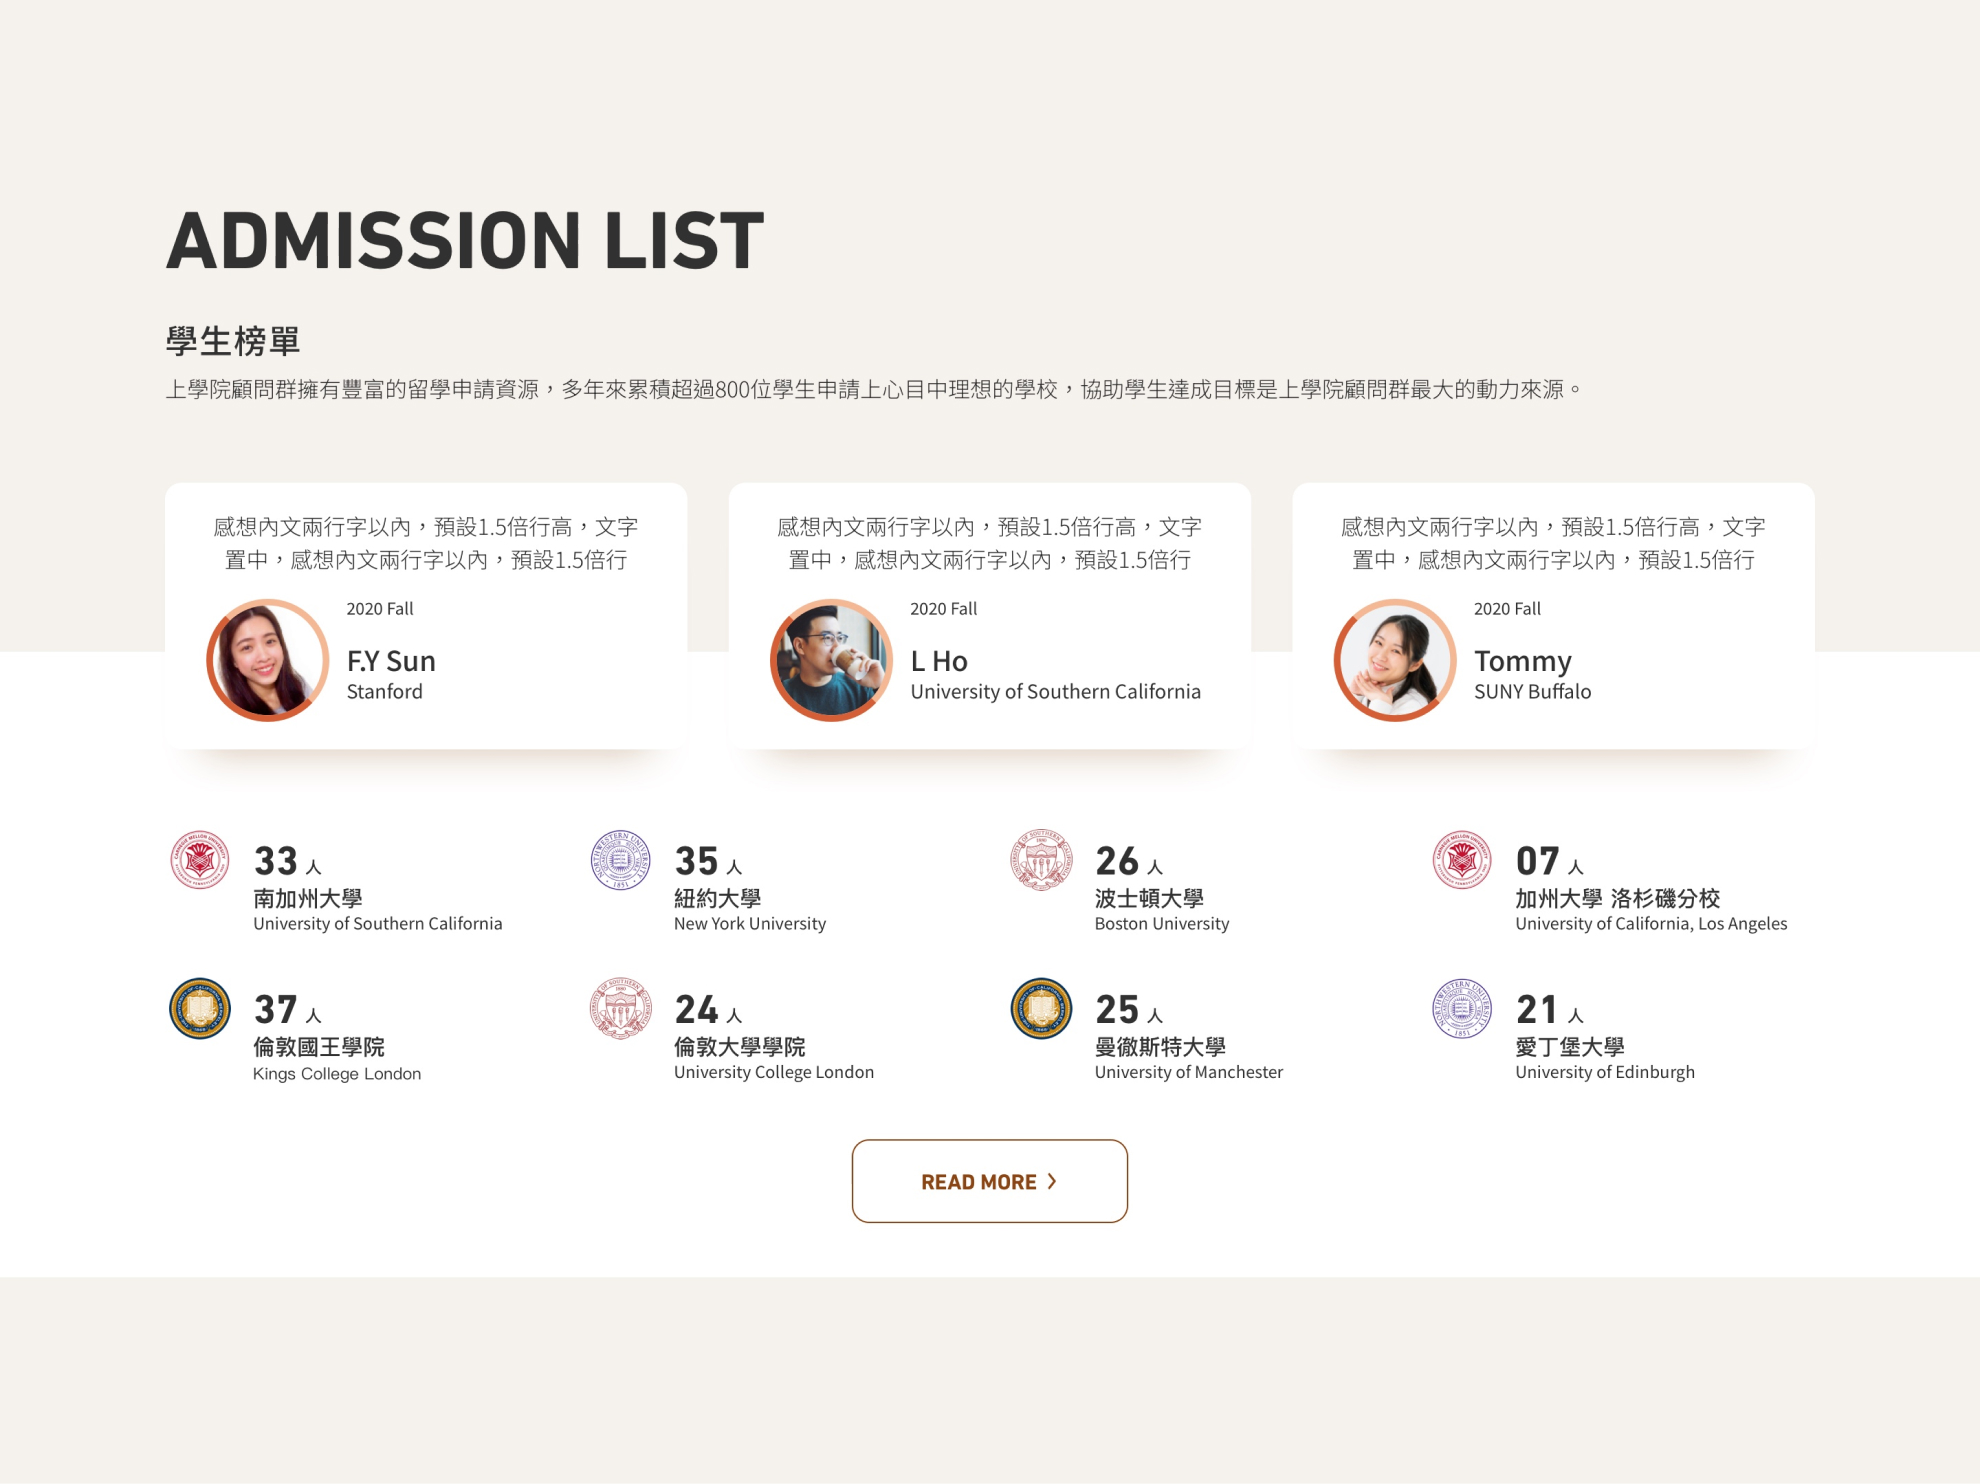 ADMISSION LIST
學生榜單
上學院顧問群擁有豐富的留學申請資源，多年來累積超過800位學生申請上心目中理想的學校，協助學生達成目標是上學院顧問群最大的動力來源。
感想內文兩行字以內，預設1.5倍行高，文字
置中，感想內文兩行字以內，預設1.5倍行
2020 Fall
F.Y Sun
Stanford
感想內文兩行字以內，預設1.5倍行高，文字
置中，感想內文兩行字以內，預設1.5倍行
2020 Fall
L Ho
University of Southern California
感想內文兩行字以內，預設1.5倍行高，文字
置中，感想內文兩行字以內，預設1.5倍行
2020 Fall
Tommy
SUNY Buffalo
33 人
南加州大學
University of Southern California
35 人
紐約大學
New York University
26 人
波士頓大學
Boston University
07 人
加州大學 洛杉磯分校
University of California, Los Angeles
37 人
倫敦國王學院
Kings College London
24 人
倫敦大學學院
University College London
25 人
曼徹斯特大學
University of Manchester
21 人
愛丁堡大學
University of Edinburgh
READ MORE